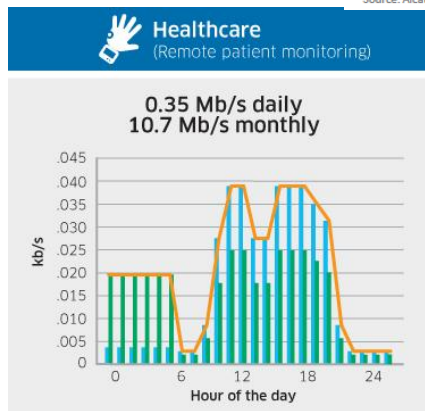 Healthcare
(Remote patient monitoring)
0.35 Mb/s daily
10.7 Mb/s monthly
.045
.040
.035
.030
.025
.020
.015
.010
.005
0
kb/s
0 6 12 18 24
Hour of the day